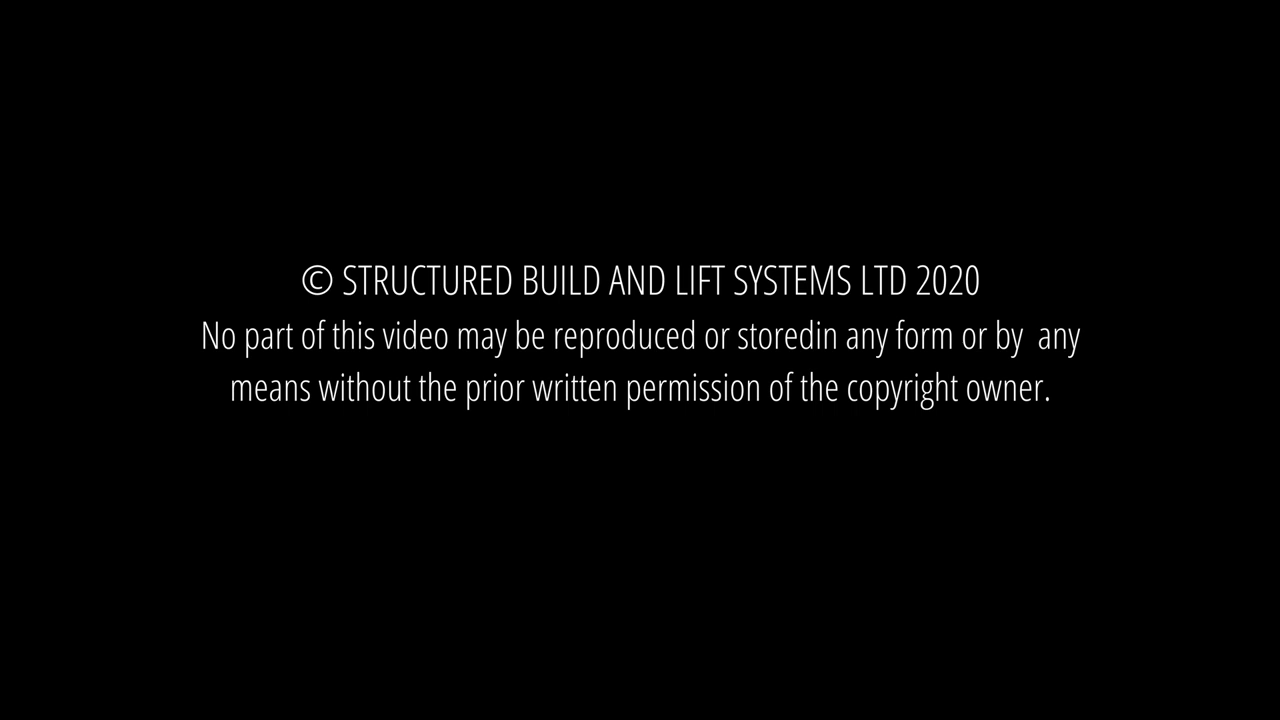 © STRUCTURED BUILD AND LIFT SYSTEMS LTD 2020
No part of this video may be reproduced or storedin any form or by  any
means without the prior written permission of the copyright owner.